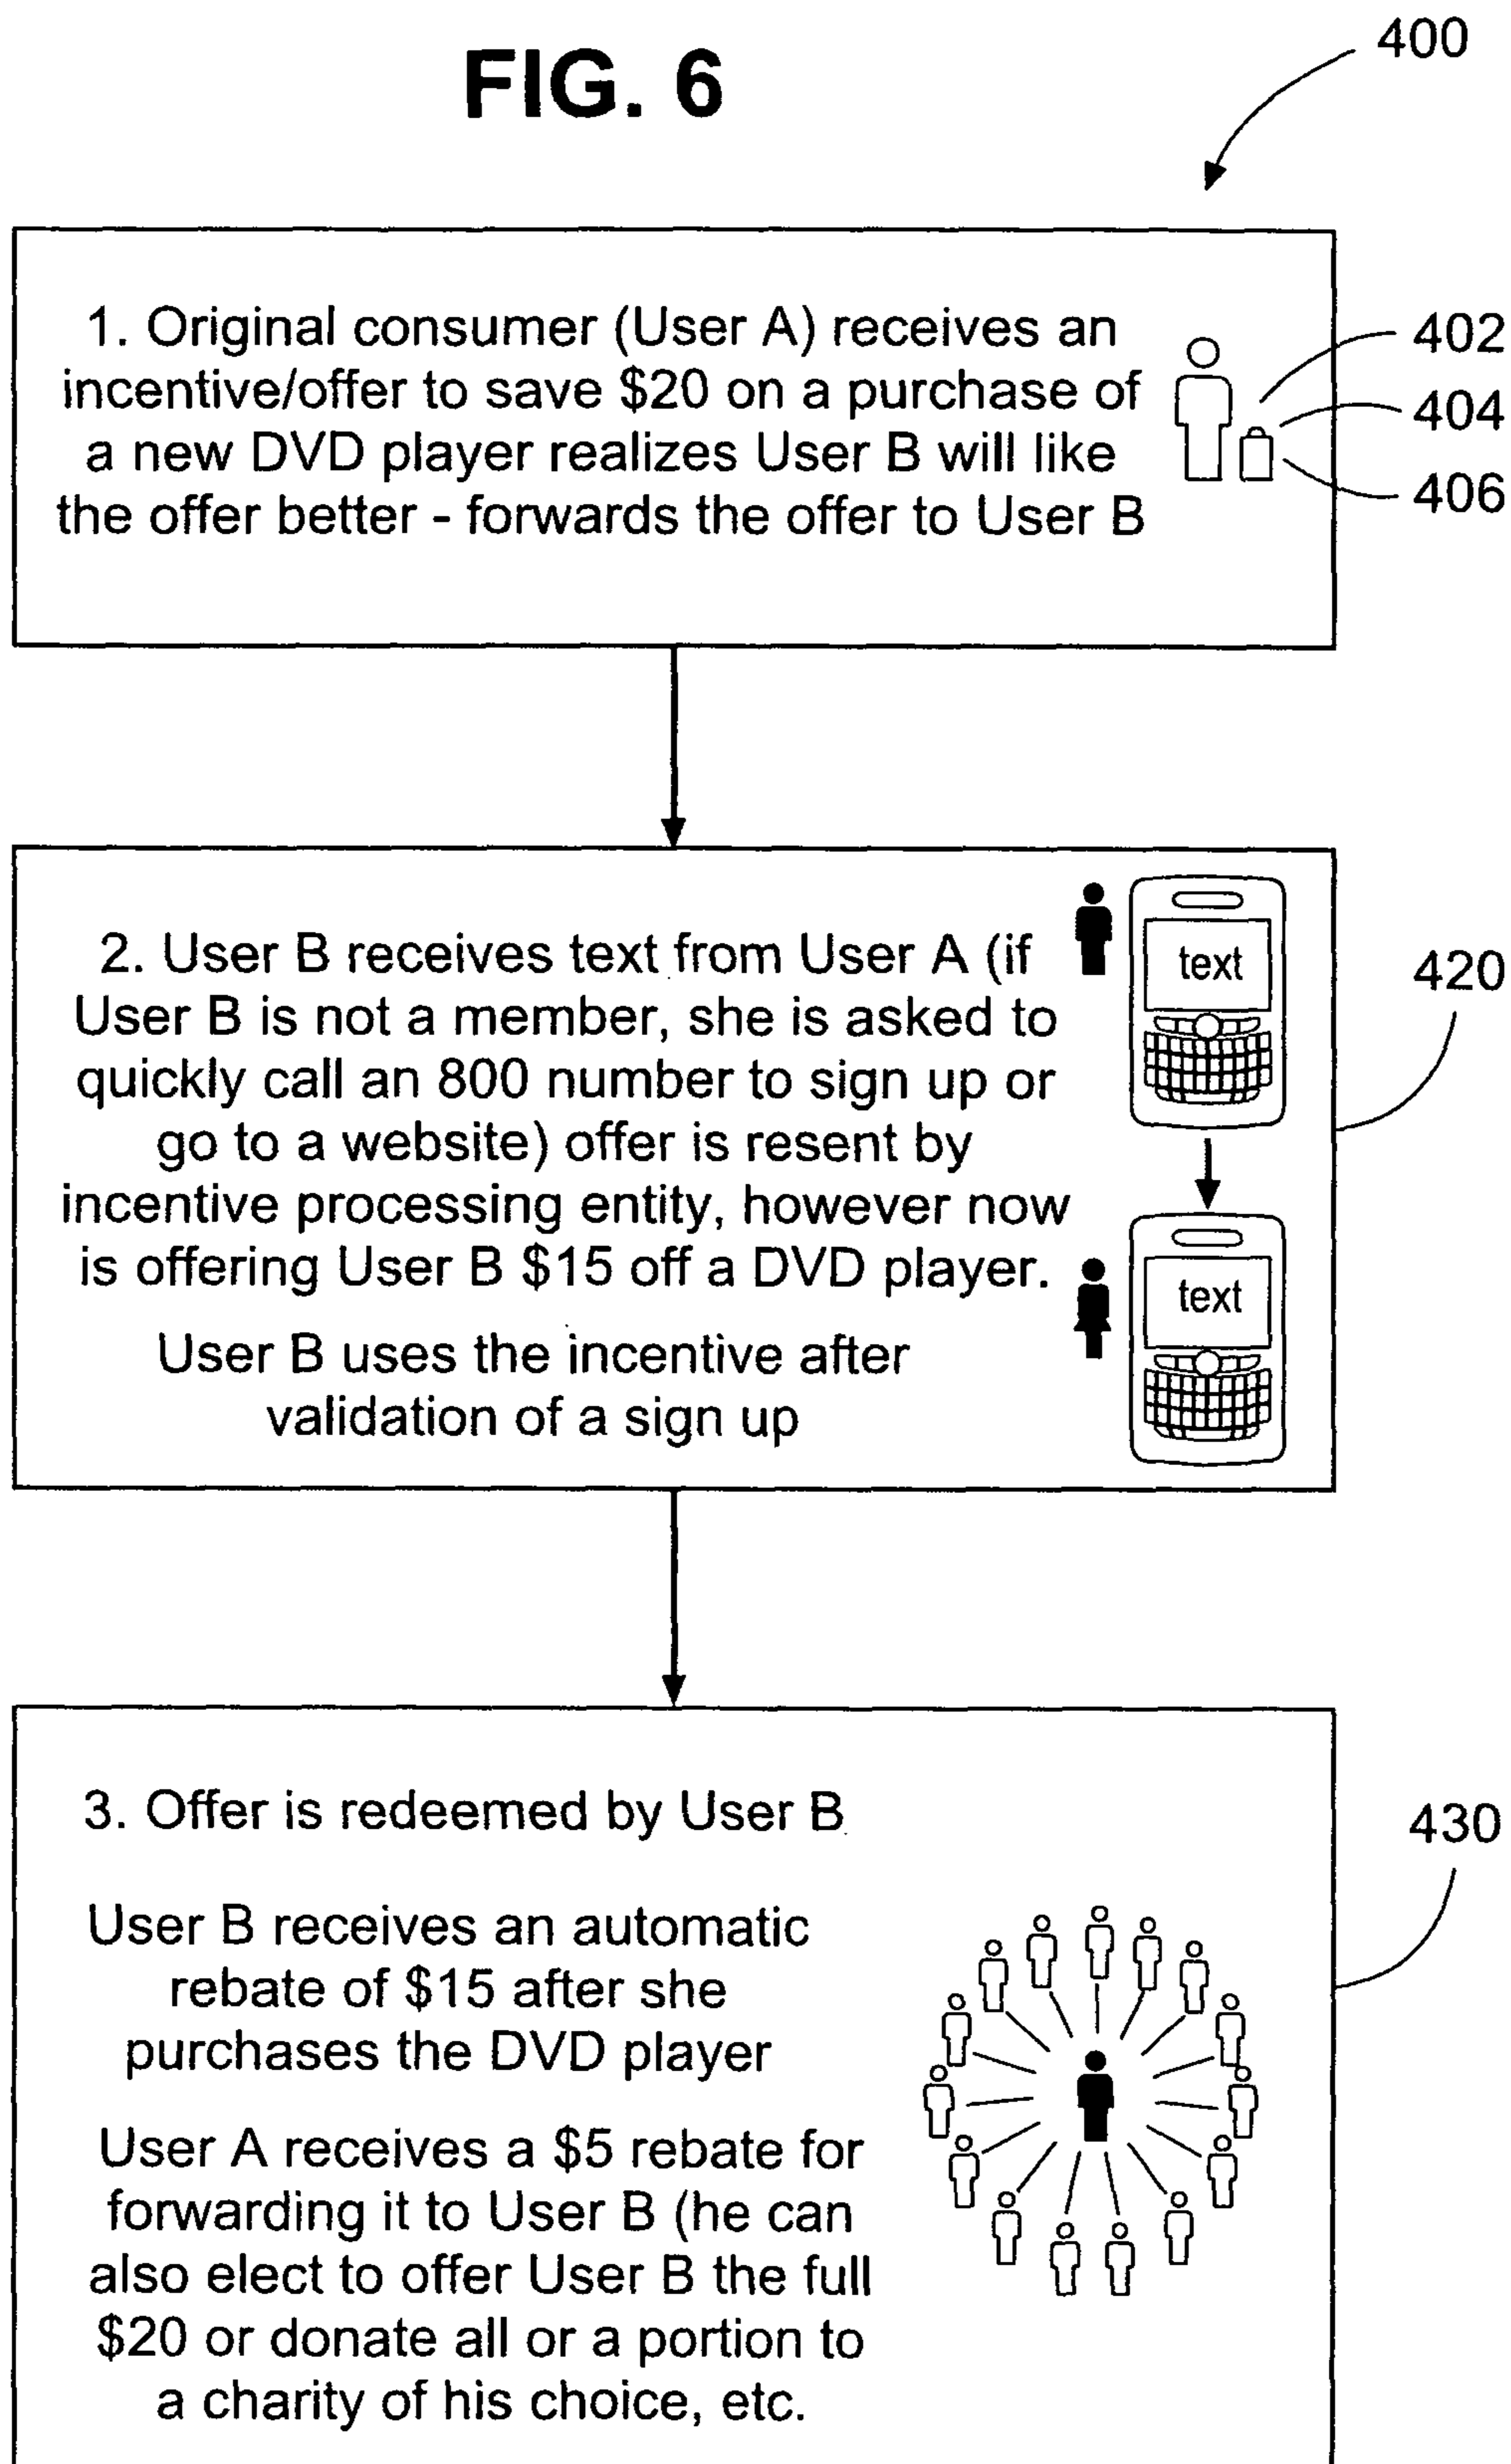 FIG. 6
400
1. Original consumer (User A) receives an
incentive/offer to save $20 on a purchase of
a new DVD player realizes User B will like
the offer better - forwards the offer to User B
402
404
406
2. User B receives text from User A (if
User B is not a member, she is asked to
quickly call an 800 number to sign up or
go to a website) offer is resent by
incentive processing entity, however now
is offering User B $15 off a DVD player.
User B uses the incentive after
validation of a sign up
text
text
420
3. Offer is redeemed by User B
User B receives an automatic
rebate of $15 after she
purchases the DVD player
User A receives a $5 rebate for
forwarding it to User B (he can
also elect to offer User B the full
$20 or donate all or a portion to
a charity of his choice, etc.
430